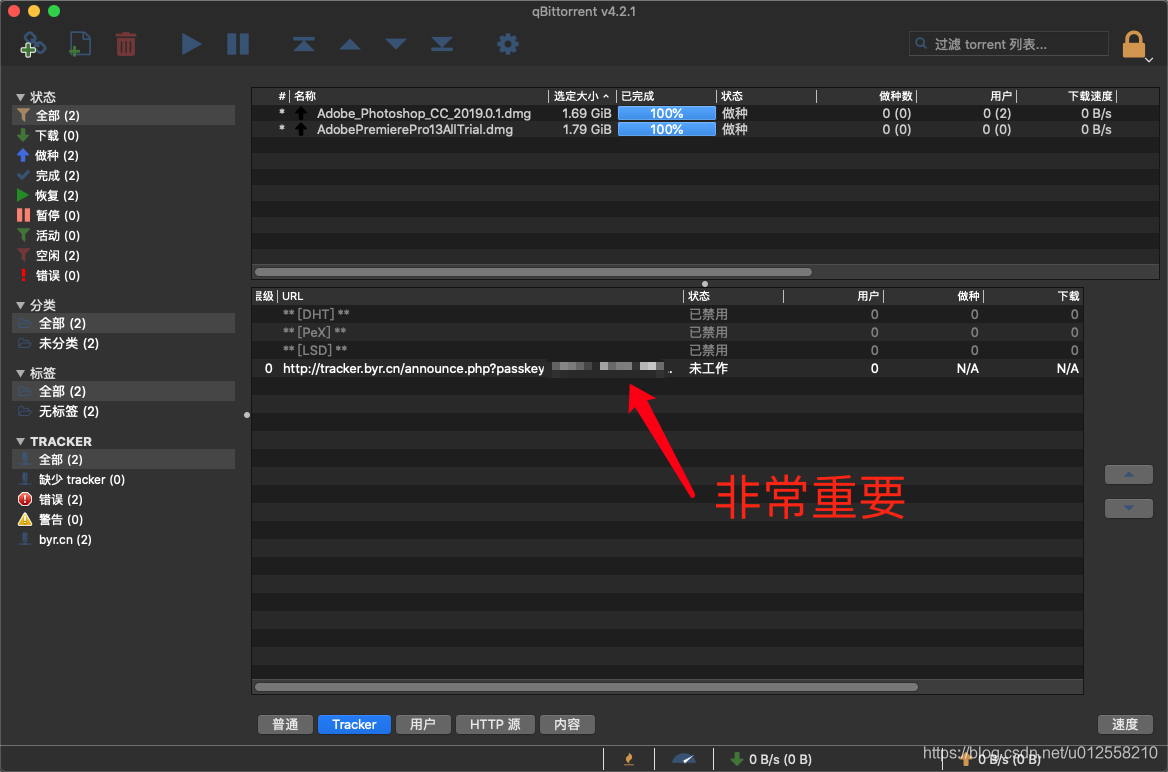 qBittorrent v4.2.1
过滤 torrent 列表...
状态
全部 (2)
下载 (0)
做种 (2)
完成 (2)
恢复 (2)
暂停 (0)
活动 (0)
空闲 (2)
错误 (0)
分类
全部 (2)
未分类 (2)
标签
全部 (2)
无标签 (2)
TRACKER
全部 (2)
缺少 tracker (0)
错误 (2)
警告 (0)
byr.cn (2)
# 名称 选定大小 已完成 状态 做种数 用户 下载速度
* Adobe_Photoshop_CC_2019.0.1.dmg 1.69 GiB 100% 做种 0 (0) 0 (2) 0 B/s
* AdobePremierePro13AllTrial.dmg 1.79 GiB 100% 做种 0 (0) 0 (0) 0 B/s
层级 URL 状态 用户 做种 下载
** [DHT] ** 已禁用 0 0 0
** [PeX] ** 已禁用 0 0 0
** [LSD] ** 已禁用 0 0 0
0 http://tracker.byr.cn/announce.php?passkey 未工作 0 N/A N/A
非常重要
普通 Tracker 用户 HTTP 源 内容 速度
0 B/s (0 B) 0 B/s (0 B)
https://blog.csdn.net/u012558210